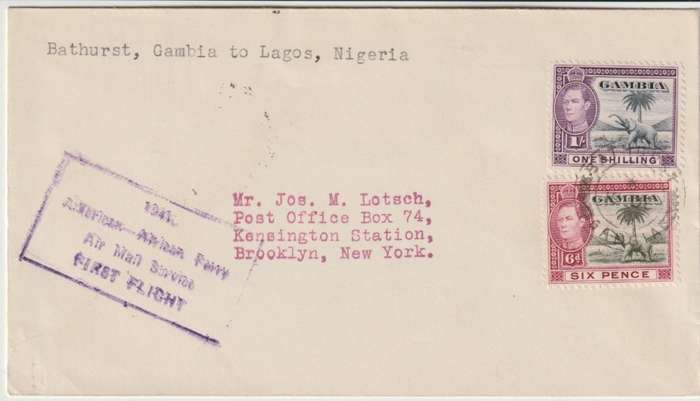 Bathurst, Gambia to Lagos, Nigeria
GAMBIA
1/-
ONE SHILLING
GAMBIA
6d
SIX PENCE
1941.
American African Ferry
Air Mail Service
FIRST FLIGHT
Mr. Jos. M. Lotsch,
Post Office Box 74,
Kensington Station,
Brooklyn, New York.